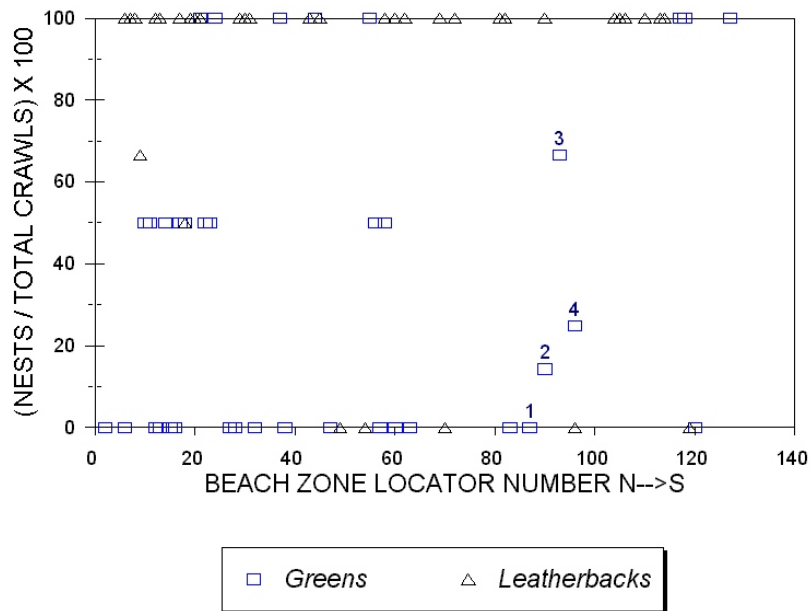 (NESTS / TOTAL CRAWLS) X 100
100
80
60
40
20
0
3
4
2
1
0 20 40 60 80 100 120 140
BEACH ZONE LOCATOR NUMBER N-->S
Greens Leatherbacks